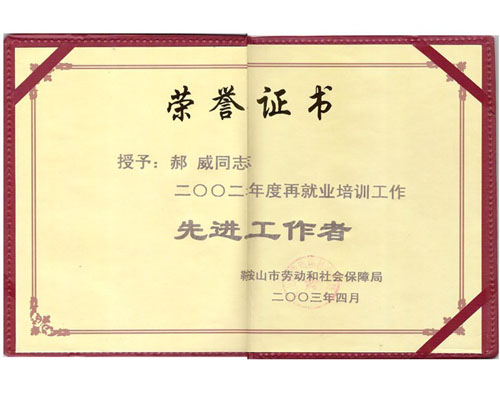 荣誉证书
授予：郝 威同志
二〇〇二年度再就业培训工作
先进工作者
鞍山市劳动和社会保障局
二〇〇三年四月